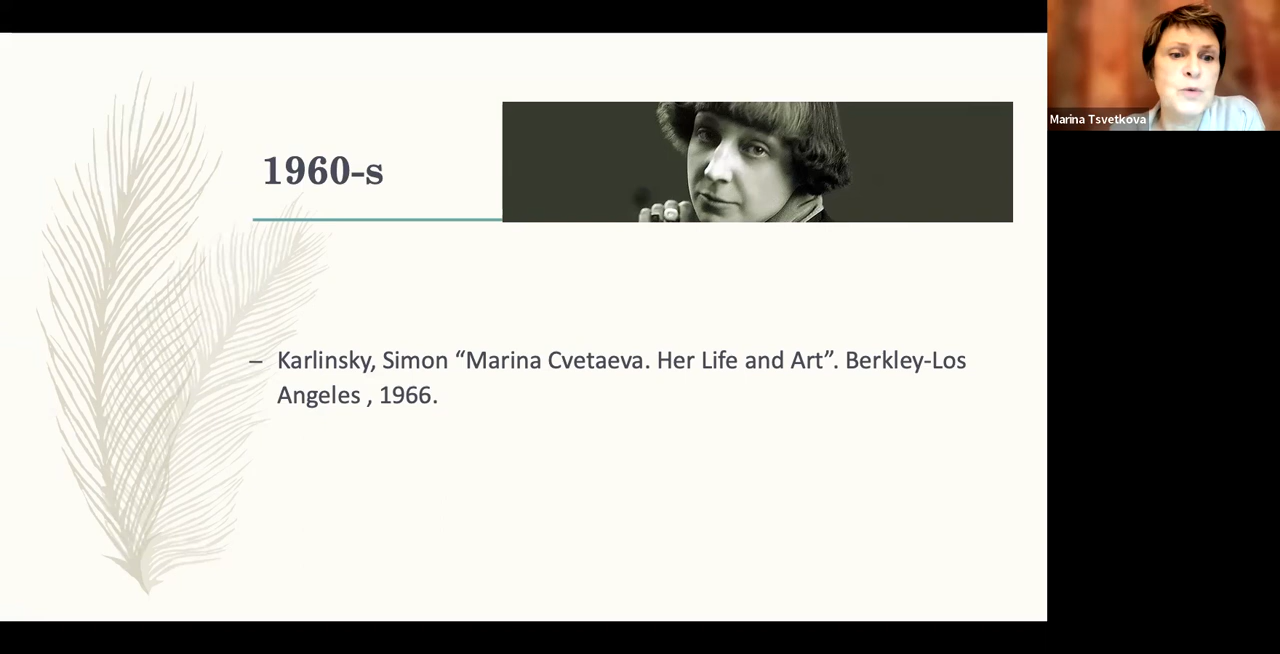 1960-s
– Karlinsky, Simon “Marina Cvetaeva. Her Life and Art”. Berkley-Los
Angeles , 1966.
Marina Tsvetkova